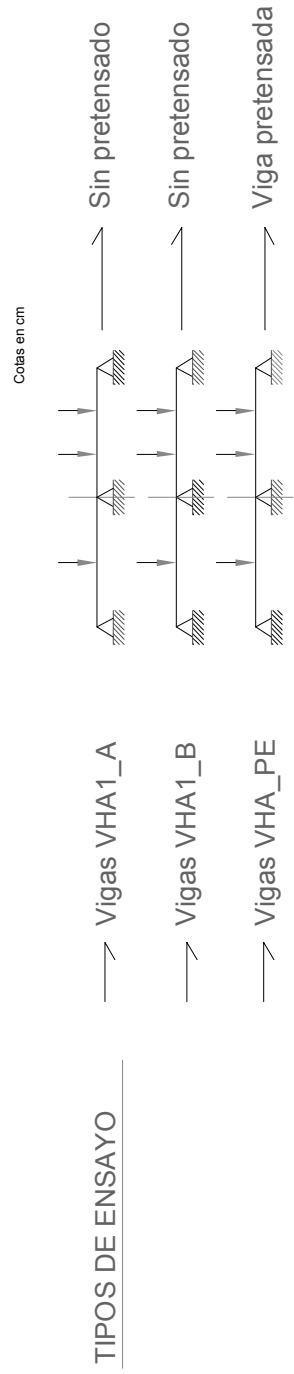 Cotas en cm
TIPOS DE ENSAYO
Vigas VHA1_A
Sin pretensado
Vigas VHA1_B
Sin pretensado
Vigas VHA_PE
Viga pretensada